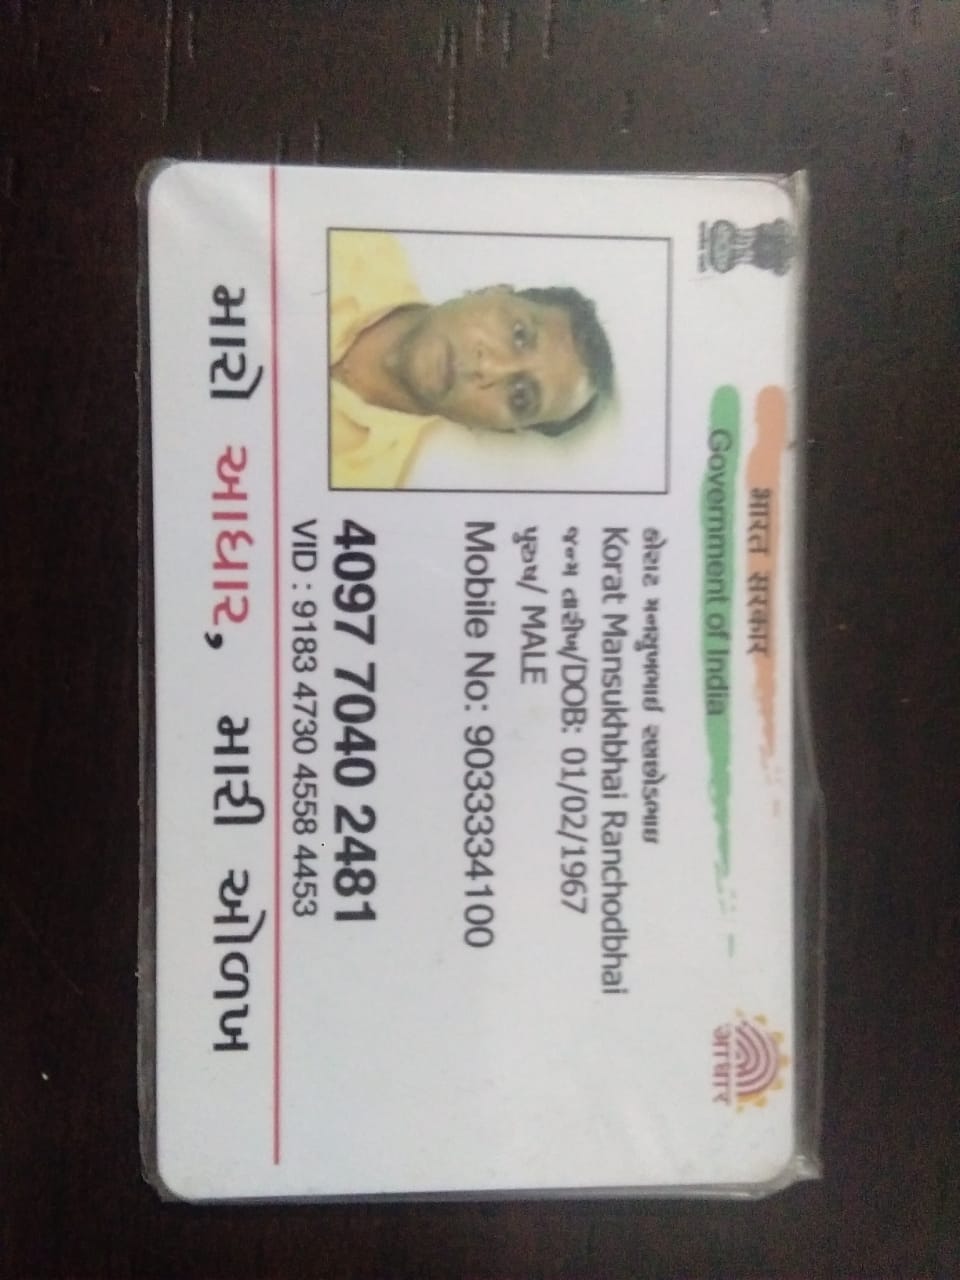 भारत सरकार
Government of India
आधार
કોરાટ મનસુખભાઈ રણછોડભાઇ
Korat Mansukhbhai Ranchodbhai
જન્મ તારીખ/DOB: 01/02/1967
પુરુષ/ MALE
Mobile No: 9033334100
4097 7040 2481
VID : 9183 4730 4558 4453
મારો આધાર, મારી ઓળખ